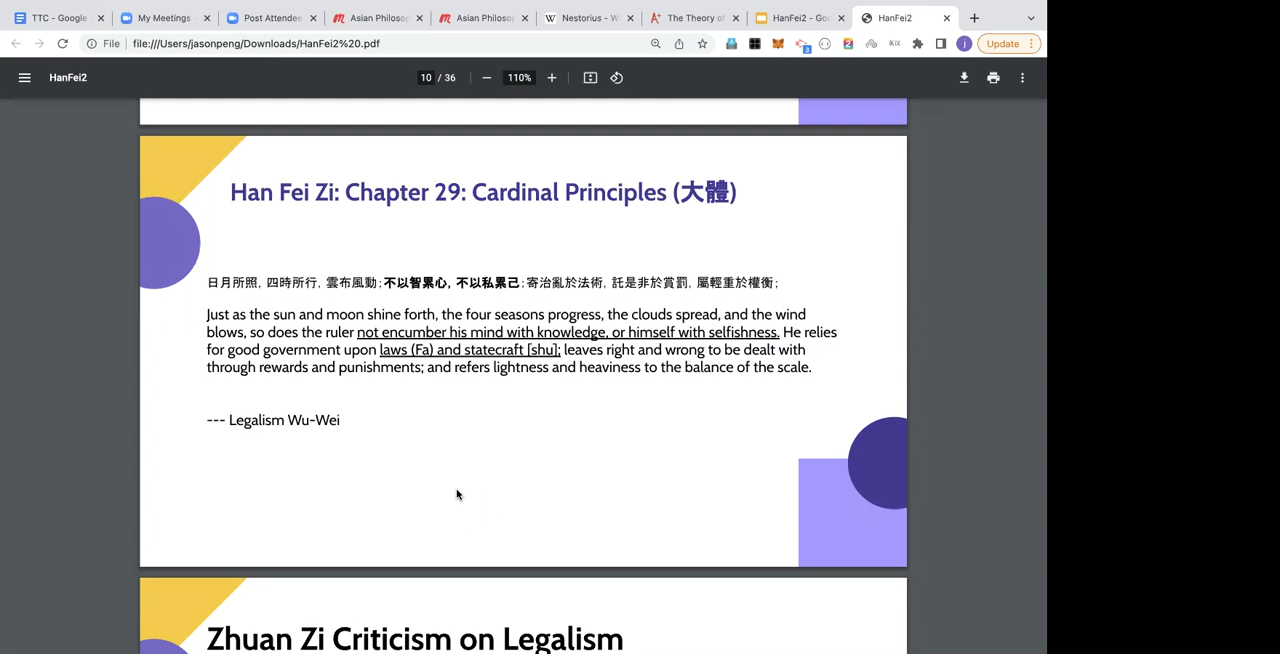 TTC - Google
My Meetings -
Post Attendee
Asian Philosop
Asian Philosop
Nestorius - Wi
The Theory of
HanFei2 - Goo
HanFei2
File
file:///Users/jasonpeng/Downloads/HanFei2%20.pdf
Update
HanFei2
10 / 36
110%
Han Fei Zi: Chapter 29: Cardinal Principles (大體)
日月所照, 四時所行, 雲布風動; 不以智累心, 不以私累己: 寄治亂於法術, 託是非於賞罰, 屬輕重於權衡;
Just as the sun and moon shine forth, the four seasons progress, the clouds spread, and the wind
blows, so does the ruler not encumber his mind with knowledge, or himself with selfishness. He relies
for good government upon laws (Fa) and statecraft [shu]; leaves right and wrong to be dealt with
through rewards and punishments; and refers lightness and heaviness to the balance of the scale.
--- Legalism Wu-Wei
Zhuan Zi Criticism on Legalism